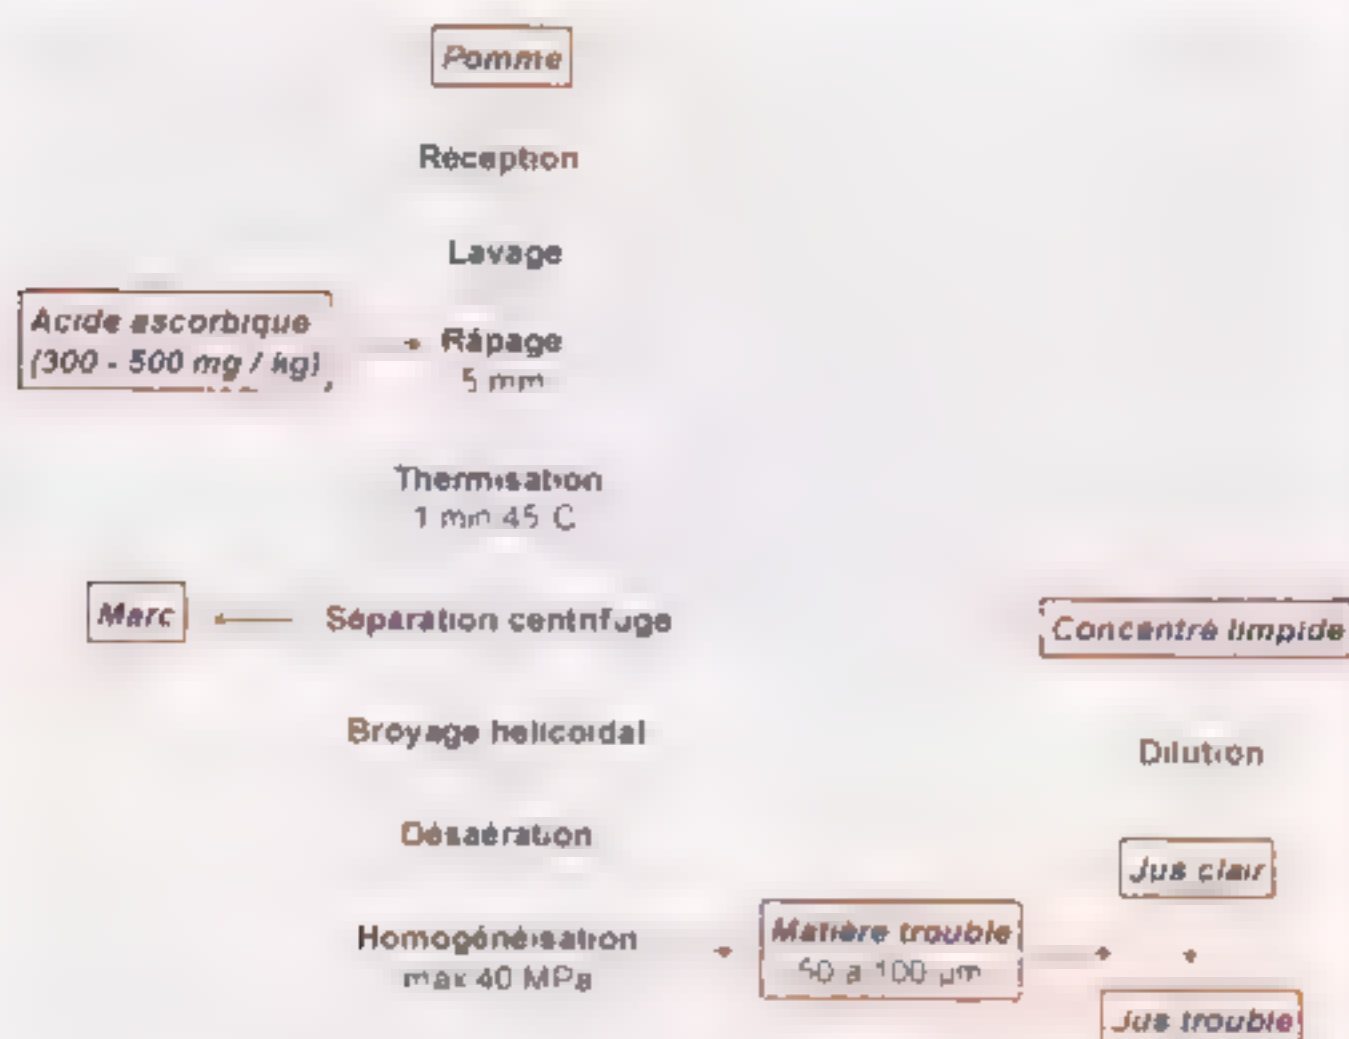 Pomme
Réception
Lavage
Acide ascorbique
(300 - 500 mg / kg)
Râpage
5 mm
Thermisation
1 min 45 C
Marc
Séparation centrifuge
Concentré limpide
Broyage helicoidal
Dilution
Désaération
Jus clair
Homogénéisation
max 40 MPa
Matière trouble
50 a 100 µm
Jus trouble